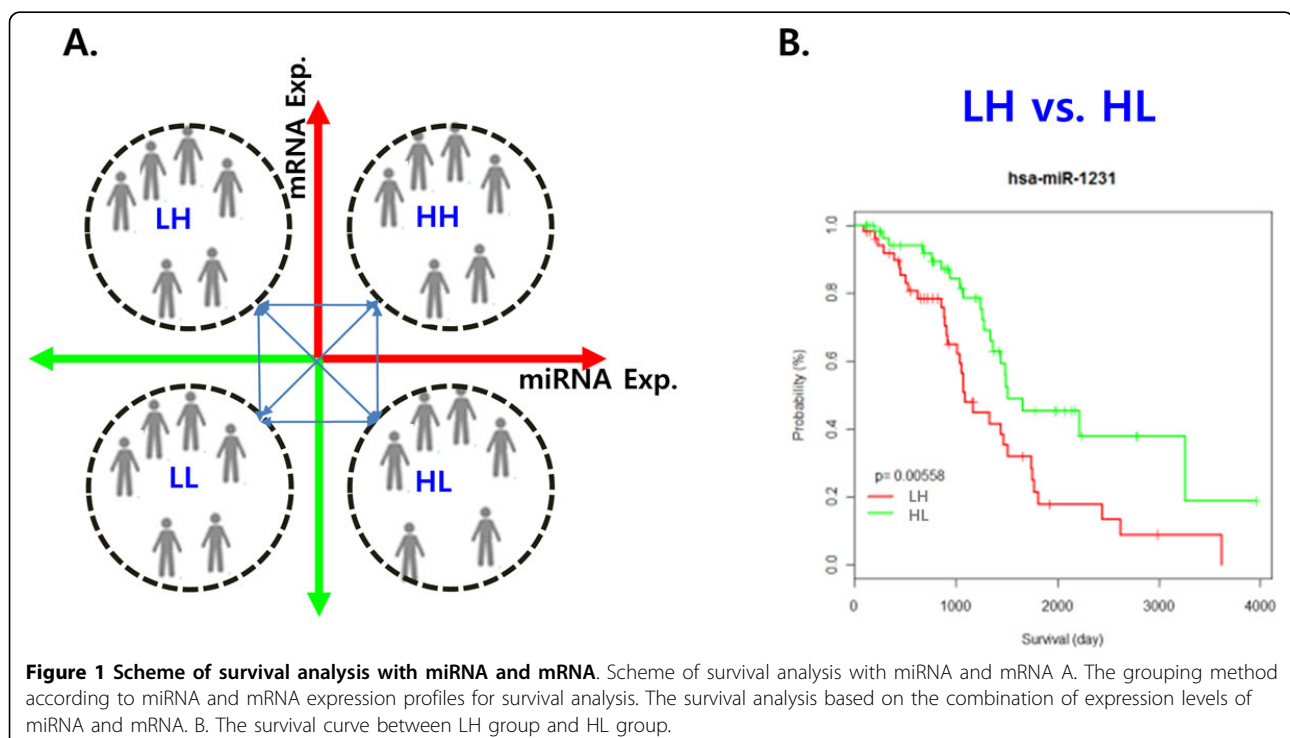 A.
mRNA Exp.
LH
HH
miRNA Exp.
LL
HL
B.
LH vs. HL
hsa-miR-1231
Probability (%)
1.0
0.8
0.6
0.4
0.2
0.0
p= 0.00558
LH
HL
0 1000 2000 3000 4000
Survival (day)
Figure 1 Scheme of survival analysis with miRNA and mRNA. Scheme of survival analysis with miRNA and mRNA A. The grouping method
according to miRNA and mRNA expression profiles for survival analysis. The survival analysis based on the combination of expression levels of
miRNA and mRNA. B. The survival curve between LH group and HL group.